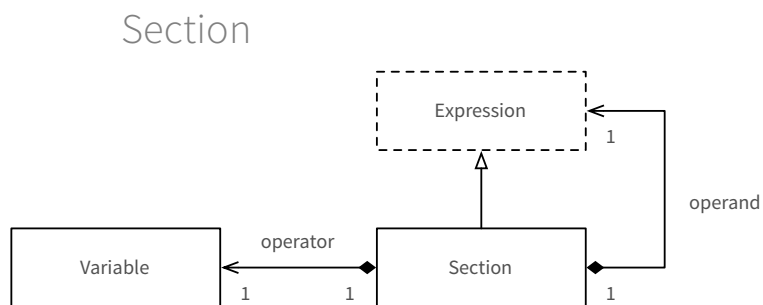 Section
Expression
1
operand
operator
Variable
Section
1
1
1